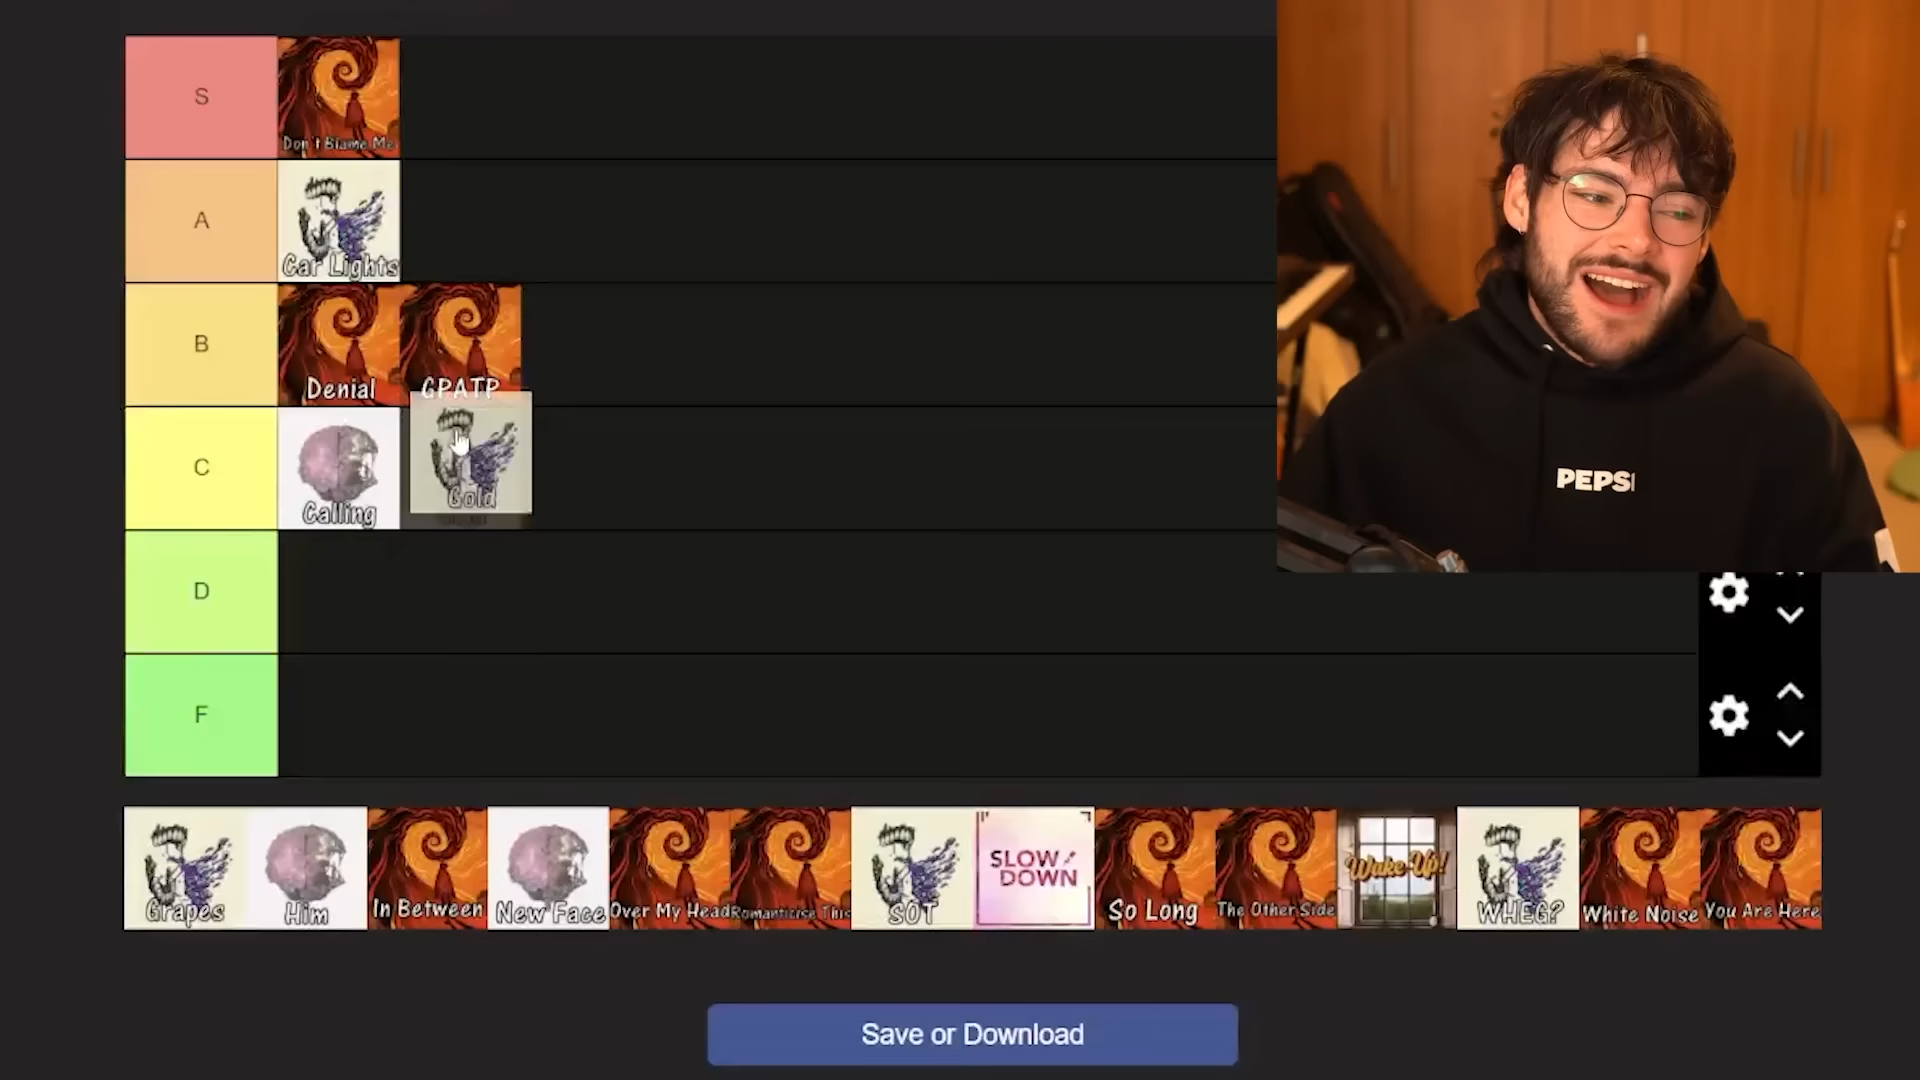 S
Don't Blame Me
A
Car Lights
B
Denial
GPATP
C
Calling
Gold
D
F
PEPSI
Grapes
Him
In Between
New Face
Over My Head
Romanticise This
SOT
SLOW
DOWN
So Long
The Other Side
Wake Up!
WHEG?
White Noise
You Are Here
Save or Download